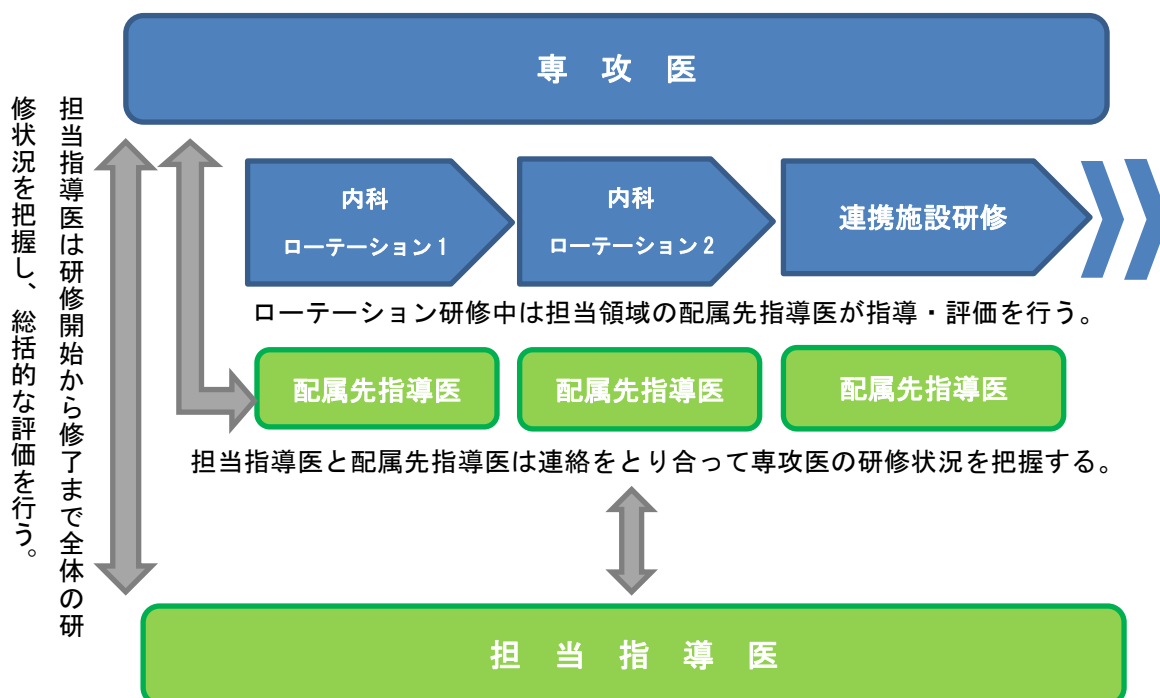 専攻医
担当指導医は研修開始から修了まで全体の研
修状況を把握し、総括的な評価を行う。
内科
ローテーション1
内科
ローテーション2
連携施設研修
ローテーション研修中は担当領域の配属先指導医が指導・評価を行う。
配属先指導医
配属先指導医
配属先指導医
担当指導医と配属先指導医は連絡をとり合って専攻医の研修状況を把握する。
担当指導医